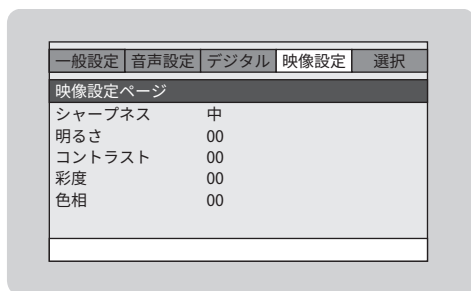 一般設定 音声設定 デジタル 映像設定 選択
映像設定ページ
シャープネス 中
明るさ 00
コントラスト 00
彩度 00
色相 00